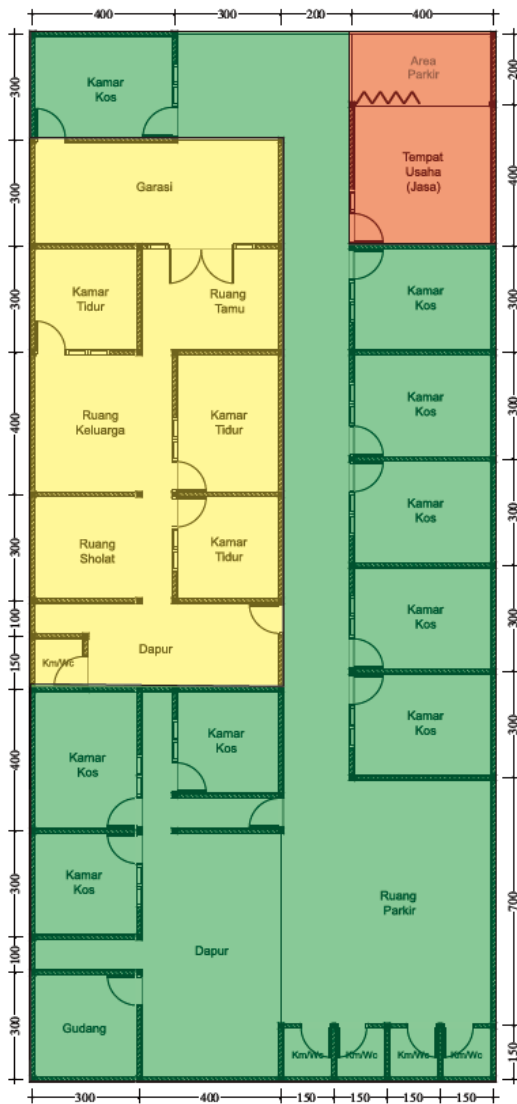 400
300
200
400
300
Kamar
Kos
Area
Parkir
200
300
Garasi
Tempat
Usaha
(Jasa)
400
300
Kamar
Tidur
Ruang
Tamu
Kamar
Kos
300
400
Ruang
Keluarga
Kamar
Tidur
Kamar
Kos
300
300
Ruang
Sholat
Kamar
Tidur
Kamar
Kos
300
100
150
Km/Wc
Dapur
Kamar
Kos
300
400
Kamar
Kos
Kamar
Kos
Kamar
Kos
300
300
Kamar
Kos
Ruang
Parkir
700
100
Dapur
300
Gudang
Km/Wc
Km/Wc
Km/Wc
Km/Wc
150
300
400
150
150
150
150